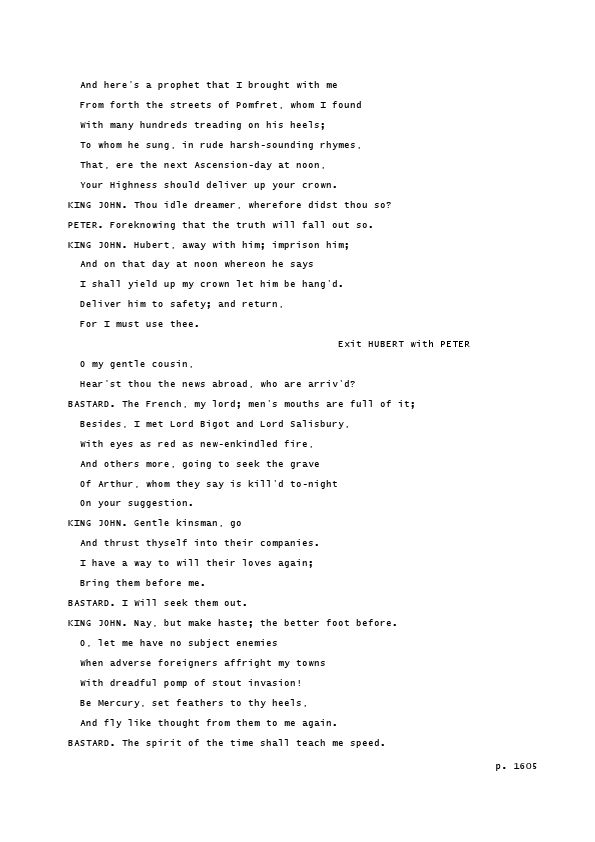 And here's a prophet that I brought with me
From forth the streets of Pomfret, whom I found
With many hundreds treading on his heels;
To whom he sung, in rude harsh-sounding rhymes,
That, ere the next Ascension-day at noon,
Your Highness should deliver up your crown.
KING JOHN. Thou idle dreamer, wherefore didst thou so?
PETER. Foreknowing that the truth will fall out so.
KING JOHN. Hubert, away with him; imprison him;
And on that day at noon whereon he says
I shall yield up my crown let him be hang'd.
Deliver him to safety; and return,
For I must use thee.
Exit HUBERT with PETER
O my gentle cousin,
Hear'st thou the news abroad, who are arriv'd?
BASTARD. The French, my lord; men's mouths are full of it;
Besides, I met Lord Bigot and Lord Salisbury,
With eyes as red as new-enkindled fire,
And others more, going to seek the grave
Of Arthur, whom they say is kill'd to-night
On your suggestion.
KING JOHN. Gentle kinsman, go
And thrust thyself into their companies.
I have a way to will their loves again;
Bring them before me.
BASTARD. I Will seek them out.
KING JOHN. Nay, but make haste; the better foot before.
O, let me have no subject enemies
When adverse foreigners affright my towns
With dreadful pomp of stout invasion!
Be Mercury, set feathers to thy heels,
And fly like thought from them to me again.
BASTARD. The spirit of the time shall teach me speed.
p. 1605